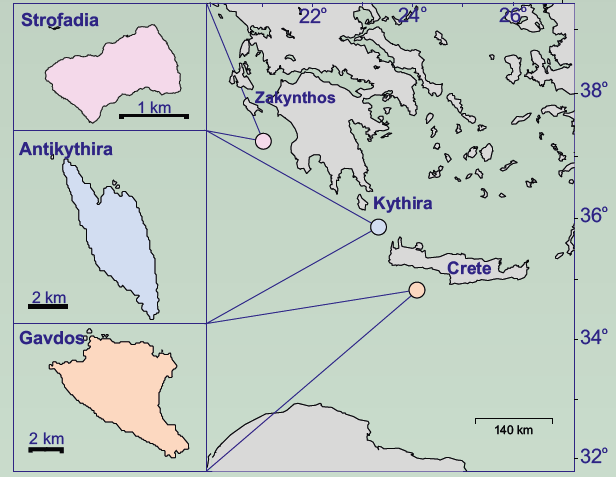 Strofadia
1 km
Antikythira
2 km
Gavdos
2 km
22°
24°
26°
Zakynthos
Kythira
Crete
38°
36°
34°
32°
140 km